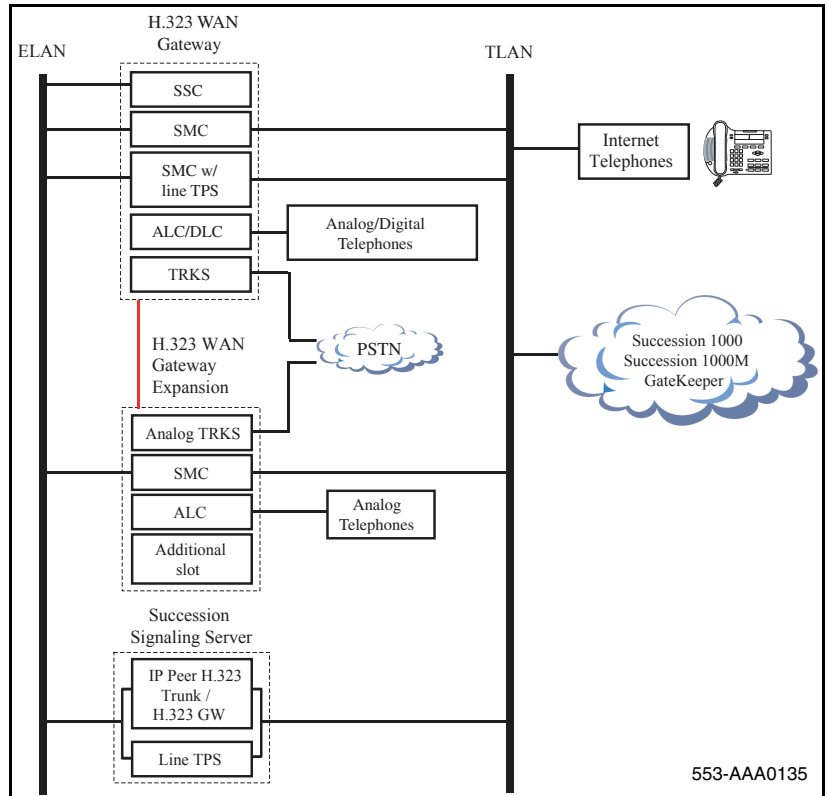 H.323 WAN
Gateway
ELAN
TLAN
SSC
SMC
Internet
Telephones
SMC w/
line TPS
ALC/DLC
Analog/Digital
Telephones
TRKS
PSTN
Succession 1000
Succession 1000M
GateKeeper
H.323 WAN
Gateway
Expansion
Analog TRKS
SMC
ALC
Analog
Telephones
Additional
slot
Succession
Signaling Server
IP Peer H.323
Trunk /
H.323 GW
Line TPS
553-AAA0135